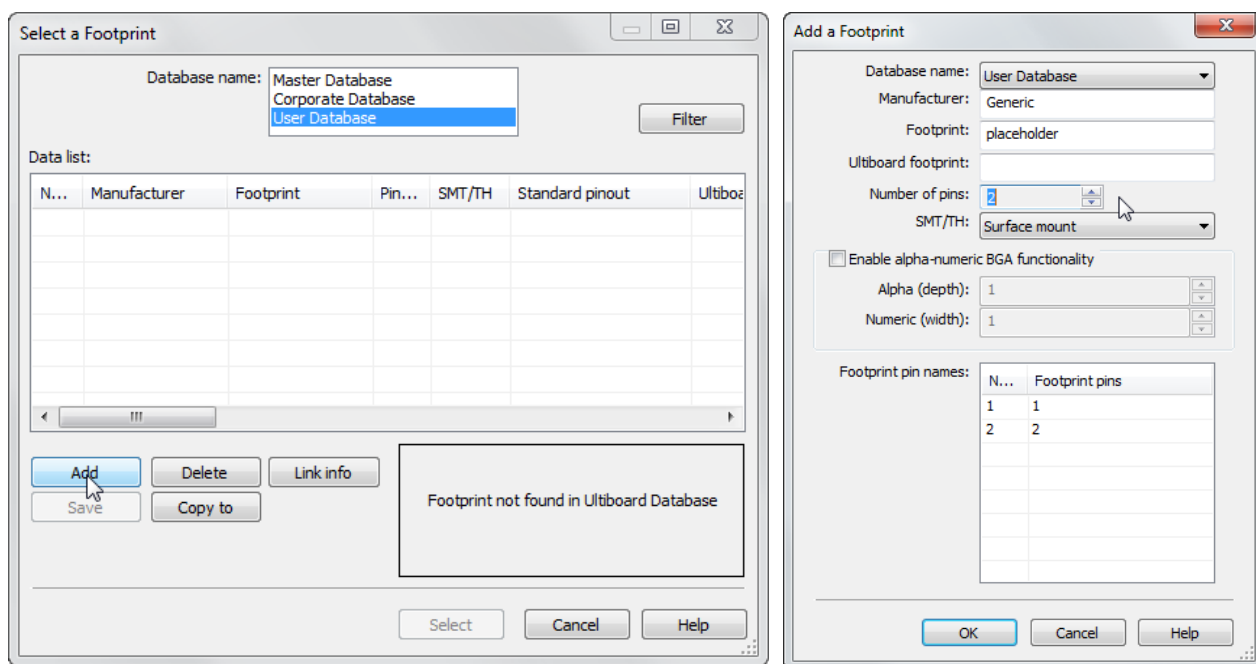 Select a Footprint
Database name:
Master Database
Corporate Database
User Database
Filter
Data list:
N... Manufacturer Footprint Pin... SMT/TH Standard pinout Ultiboa
Add Delete Link info
Save Copy to
Footprint not found in Ultiboard Database
Select Cancel Help
Add a Footprint
Database name: User Database
Manufacturer: Generic
Footprint: placeholder
Ultiboard footprint:
Number of pins: 2
SMT/TH: Surface mount
Enable alpha-numeric BGA functionality
Alpha (depth): 1
Numeric (width): 1
Footprint pin names:
N... Footprint pins
1 1
2 2
OK Cancel Help